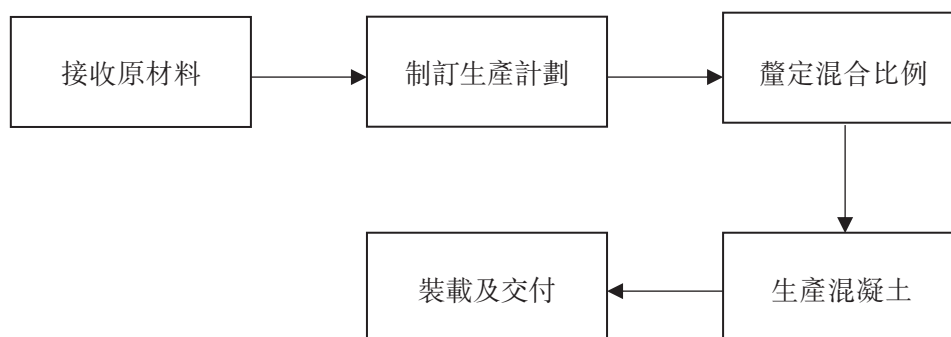 接收原材料
制訂生產計劃
釐定混合比例
生產混凝土
裝載及交付